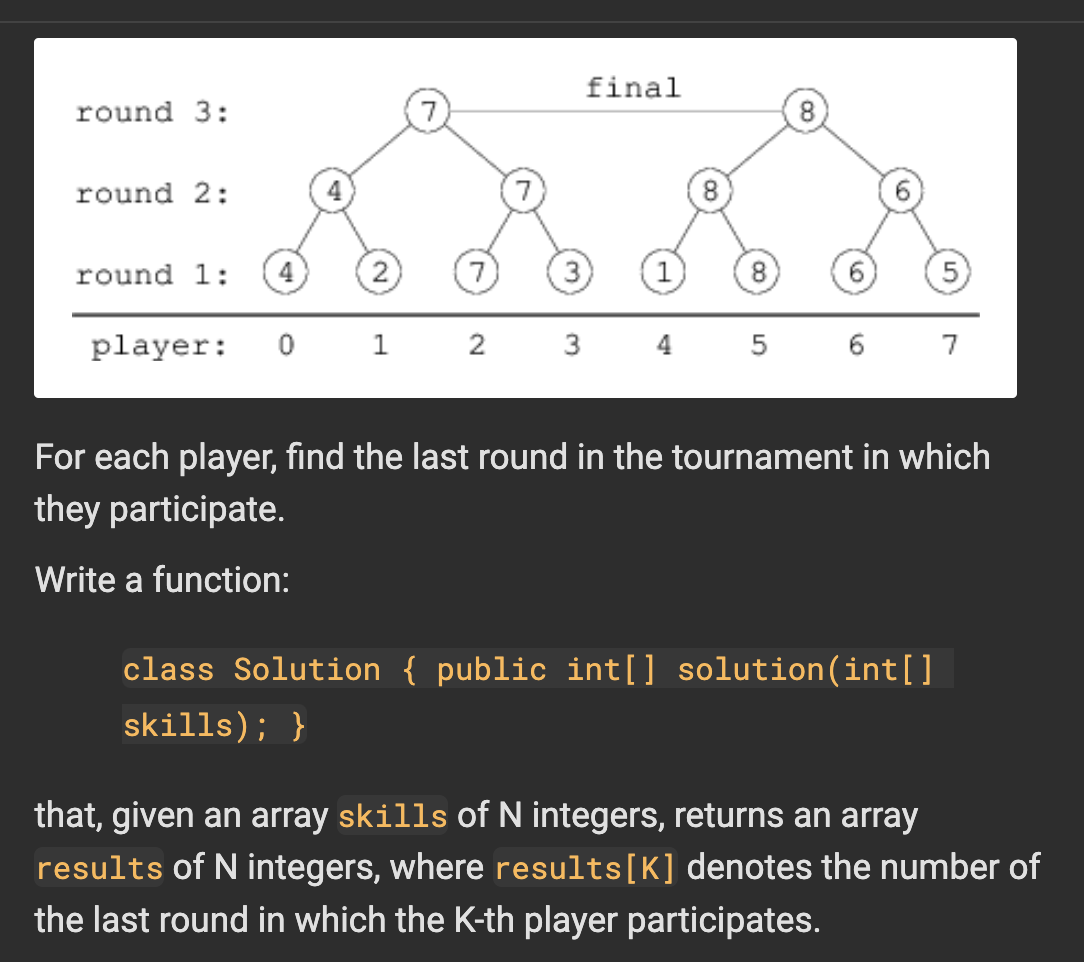 final
round 3: 7 8
round 2: 4 7 8 6
round 1: 4 2 7 3 1 8 6 5
player: 0 1 2 3 4 5 6 7
For each player, find the last round in the tournament in which
they participate.
Write a function:
class Solution { public int[] solution(int[]
skills); }
that, given an array skills of N integers, returns an array
results of N integers, where results[K] denotes the number of
the last round in which the K-th player participates.